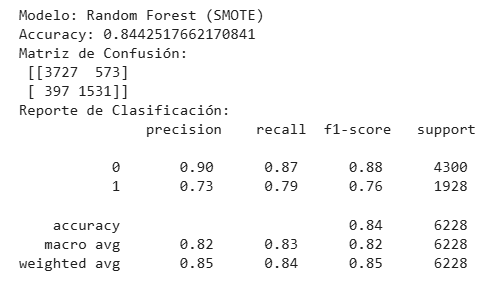 Modelo: Random Forest (SMOTE)
Accuracy: 0.8442517662170841
Matriz de Confusión:
[[3727 573]
[ 397 1531]]
Reporte de Clasificación:
precision recall f1-score support
0 0.90 0.87 0.88 4300
1 0.73 0.79 0.76 1928
accuracy 0.84 6228
macro avg 0.82 0.83 0.82 6228
weighted avg 0.85 0.84 0.85 6228